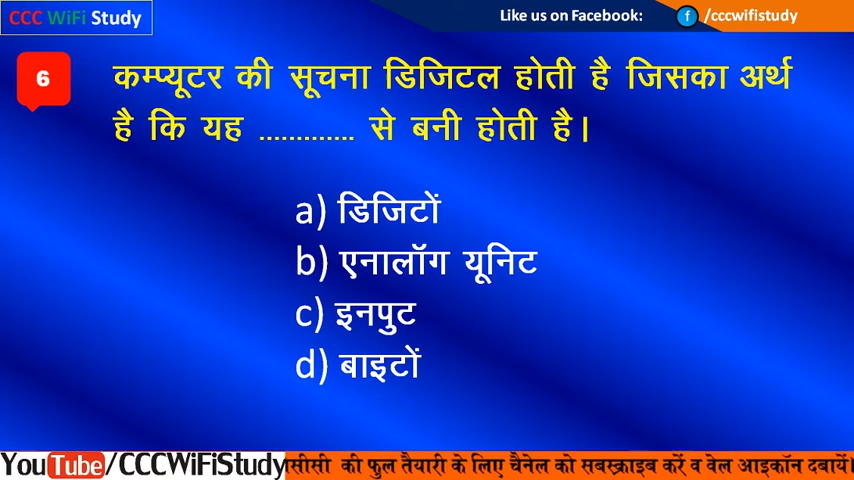 CCC WiFi Study
Like us on Facebook: f /cccwifistudy
6
कम्प्यूटर की सूचना डिजिटल होती है जिसका अर्थ
है कि यह ............. से बनी होती है।
a) डिजिटों
b) एनालॉग यूनिट
c) इनपुट
d) बाइटों
YouTube/CCCWiFiStudy सीसी की फुल तैयारी के लिए चैनेल को सबस्क्राइब करें व वेल आइकॉन दबायें।